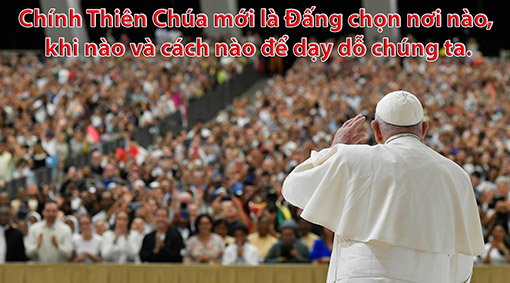 Chính Thiên Chúa mới là Đấng chọn nơi nào,
khi nào và cách nào để dạy dỗ chúng ta.